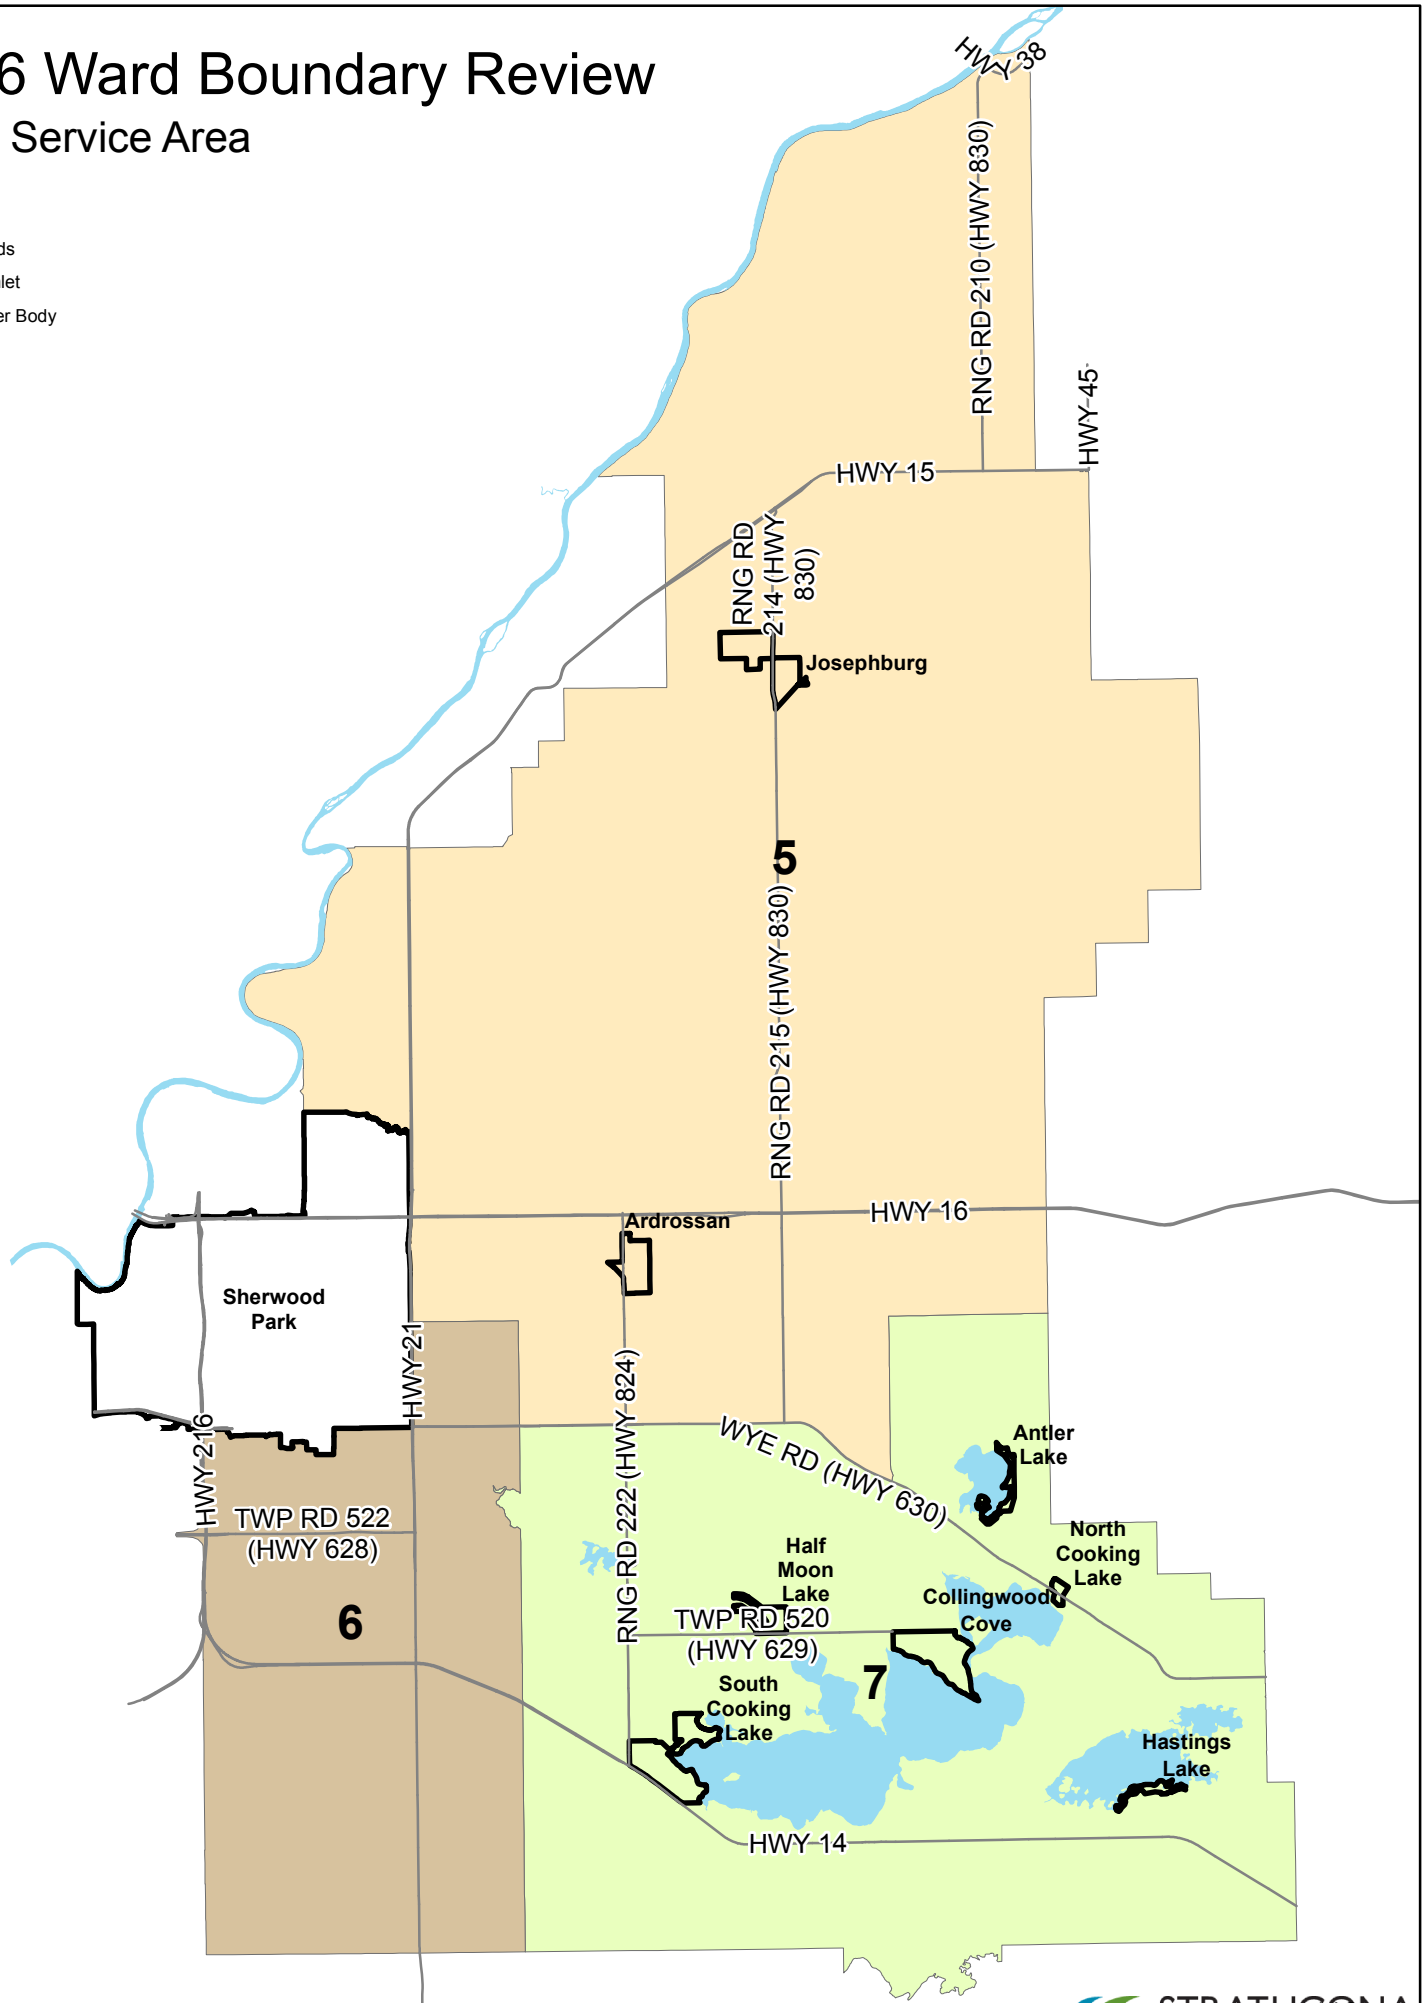 6 Ward Boundary Review
Service Area
HWY 38
RNG RD 210 (HWY 830)
HWY 45
HWY 15
RNG RD
214 (HWY
830)
Josephburg
5
RNG RD 215 (HWY 830)
HWY 16
Ardrossan
Sherwood
Park
HWY 21
HWY 216
RNG RD 222 (HWY 824)
WYE RD (HWY 630)
Antler
Lake
TWP RD 522
(HWY 628)
North
Cooking
Lake
Half
Moon
Lake
Collingwood
Cove
6
TWP RD 520
(HWY 629)
7
South
Cooking
Lake
Hastings
Lake
HWY 14
STRATHCONA